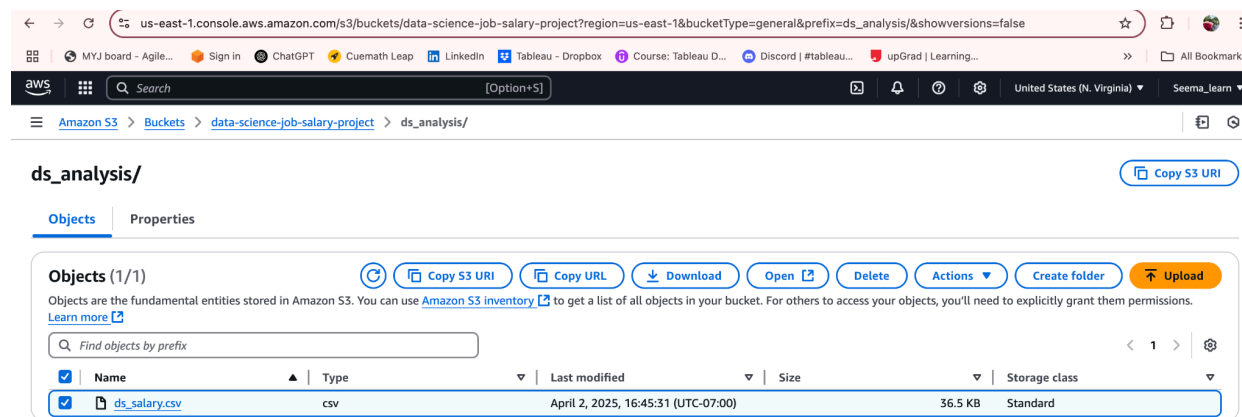 us-east-1.console.aws.amazon.com/s3/buckets/data-science-job-salary-project?region=us-east-1&bucketType=general&prefix=ds_analysis/&showversions=false
MYJ board - Agile... Sign in ChatGPT Cuemath Leap LinkedIn Tableau - Dropbox Course: Tableau D... Discord | #tableau... upGrad | Learning... >> All Bookmark
aws Search [Option+S] United States (N. Virginia) Seema_learn
Amazon S3 > Buckets > data-science-job-salary-project > ds_analysis/
ds_analysis/ Copy S3 URI
Objects Properties
Objects (1/1) Copy S3 URI Copy URL Download Open Delete Actions Create folder Upload
Objects are the fundamental entities stored in Amazon S3. You can use Amazon S3 inventory to get a list of all objects in your bucket. For others to access your objects, you'll need to explicitly grant them permissions.
Learn more
Find objects by prefix < 1 >
Name Type Last modified Size Storage class
ds_salary.csv csv April 2, 2025, 16:45:31 (UTC-07:00) 36.5 KB Standard